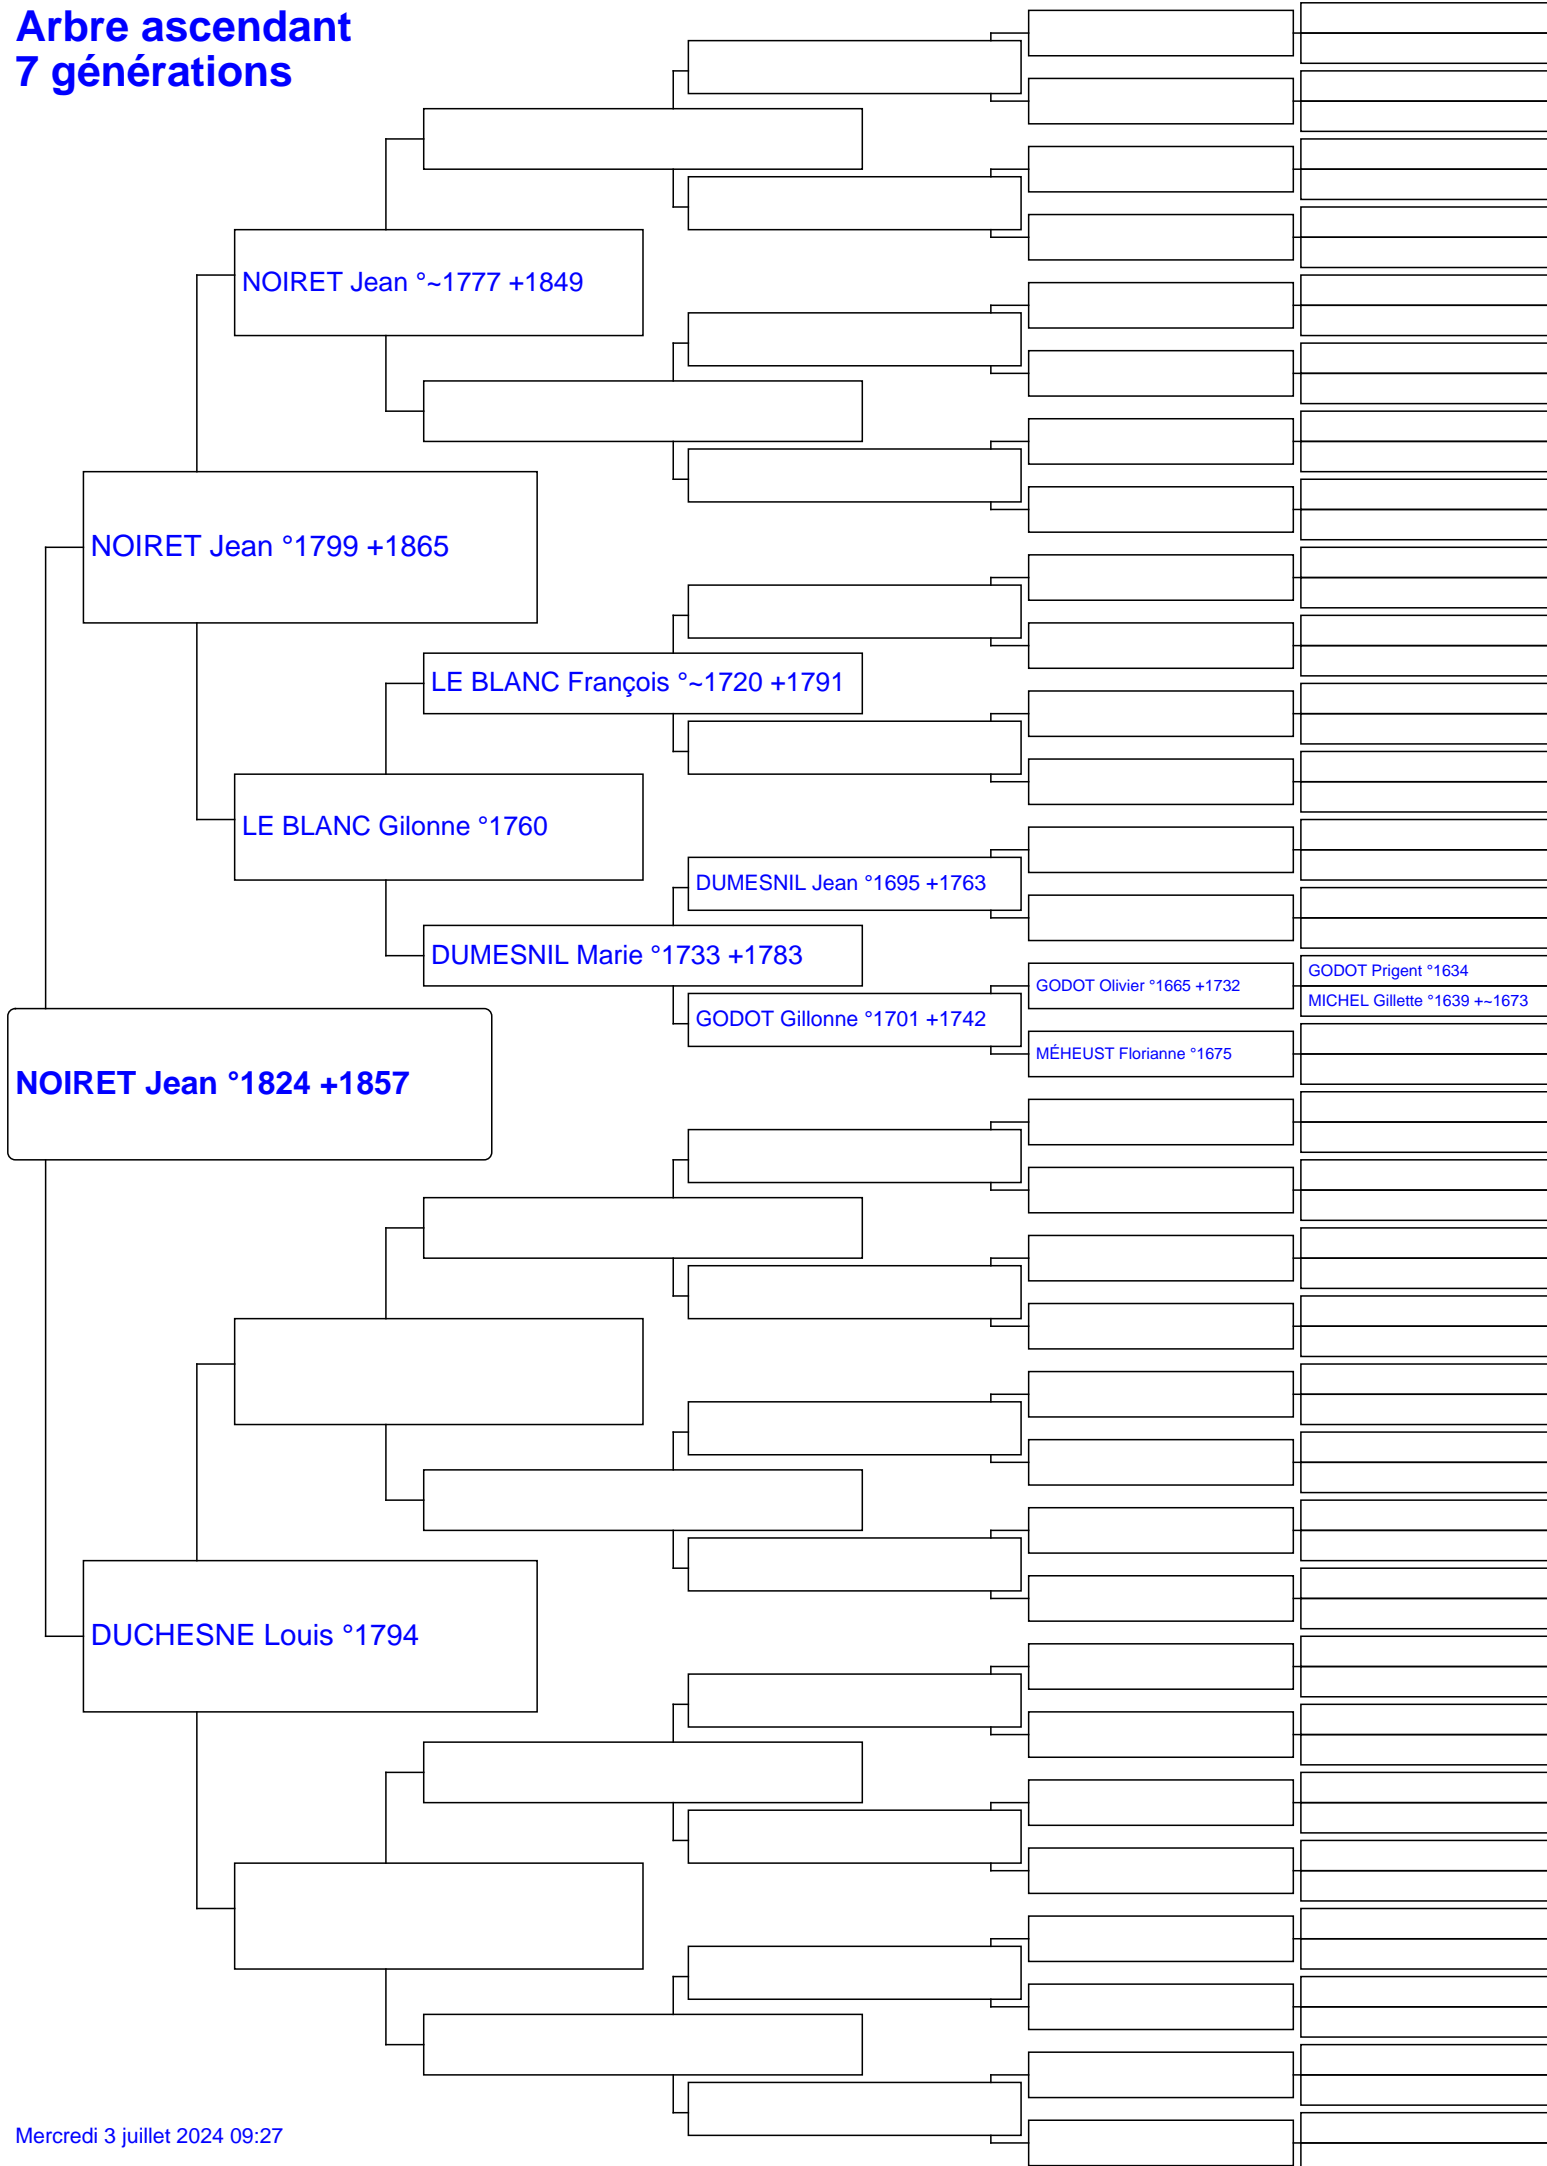 Arbre ascendant
7 générations
NOIRET Jean °~1777 +1849
NOIRET Jean °1799 +1865
LE BLANC François °~1720 +1791
LE BLANC Gilonne °1760
DUMESNIL Jean °1695 +1763
DUMESNIL Marie °1733 +1783
GODOT Prigent °1634
GODOT Olivier °1665 +1732
MICHEL Gillette °1639 +~1673
GODOT Gillonne °1701 +1742
MÉHEUST Florianne °1675
NOIRET Jean °1824 +1857
DUCHESNE Louis °1794
Mercredi 3 juillet 2024 09:27